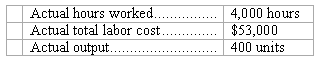 Actual hours worked................ 4,000 hours
Actual total labor cost.............. $53,000
Actual output......................... 400 units